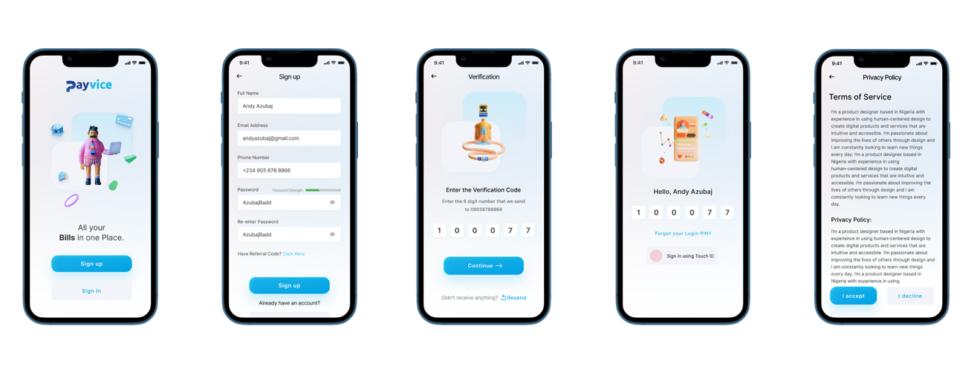 9:41
Payvice
All your
Bills in one Place.
Sign up
Sign In
9:41
Sign up
Full Name
Andy Azubaj
Email Address
andyazubaj@gmail.com
Phone Number
+234 905 678 8866
Password
Password Strength
AzubajBadd
Re-enter Password
AzubajBadd
Have Referral Code? Click Here
Sign up
Already have an account?
9:41
Verification
Enter the Verification Code
Enter the 6 digit number that we send
to 09056788866
1 0 0 0 7 7
Continue
Didn't receive anything? Resend
9:41
Hello, Andy Azubaj
1 0 0 0 7 7
Forgot your Login PIN?
Sign in using Touch ID
9:41
Privacy Policy
Terms of Service
I'm a product designer based in Nigeria with
experience in using human-centered design to
create digital products and services that are
intuitive and accessible. I'm passionate about
improving the lives of others through design and
I am constantly looking to learn new things
every day. I'm a product designer based in
Nigeria with experience in using
human-centered design to create digital
products and services that are intuitive and
accessible. I'm passionate about improving the
lives of others through design and I am
constantly looking to learn new things every
day.
Privacy Policy:
I'm a product designer based in Nigeria with
experience in using human-centered design to
create digital products and services that are
intuitive and accessible. I'm passionate about
improving the lives of others through design and
I am constantly looking to learn new things
every day. I'm a product designer based in
Nigeria with experience in using
I accept
I decline